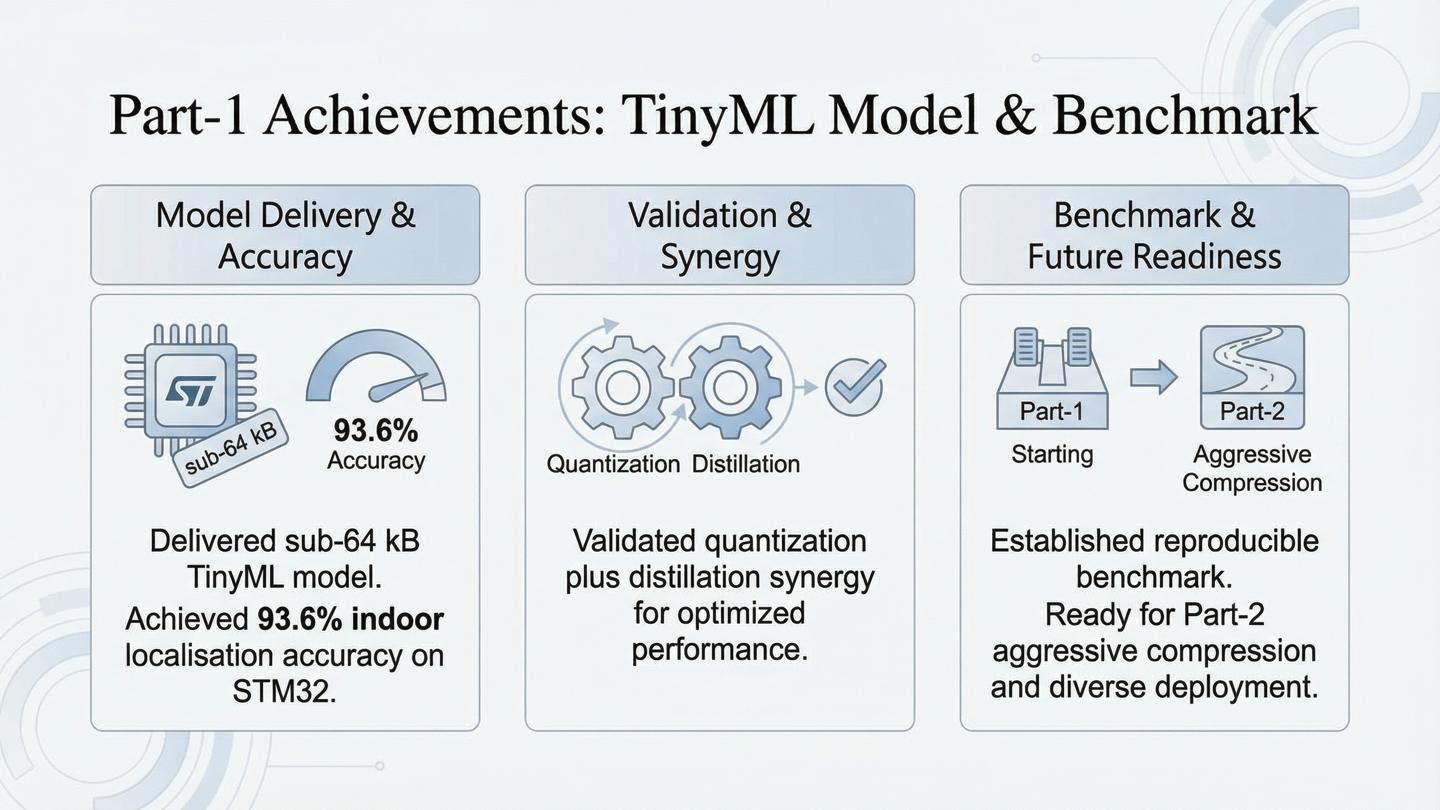 Part-1 Achievements: TinyML Model & Benchmark
Model Delivery &
Accuracy
ST
sub-64 kB
93.6%
Accuracy
Delivered sub-64 kB
TinyML model.
Achieved 93.6% indoor
localisation accuracy on
STM32.
Validation &
Synergy
Quantization Distillation
Validated quantization
plus distillation synergy
for optimized
performance.
Benchmark &
Future Readiness
Part-1
Starting
Part-2
Aggressive
Compression
Established reproducible
benchmark.
Ready for Part-2
aggressive compression
and diverse deployment.